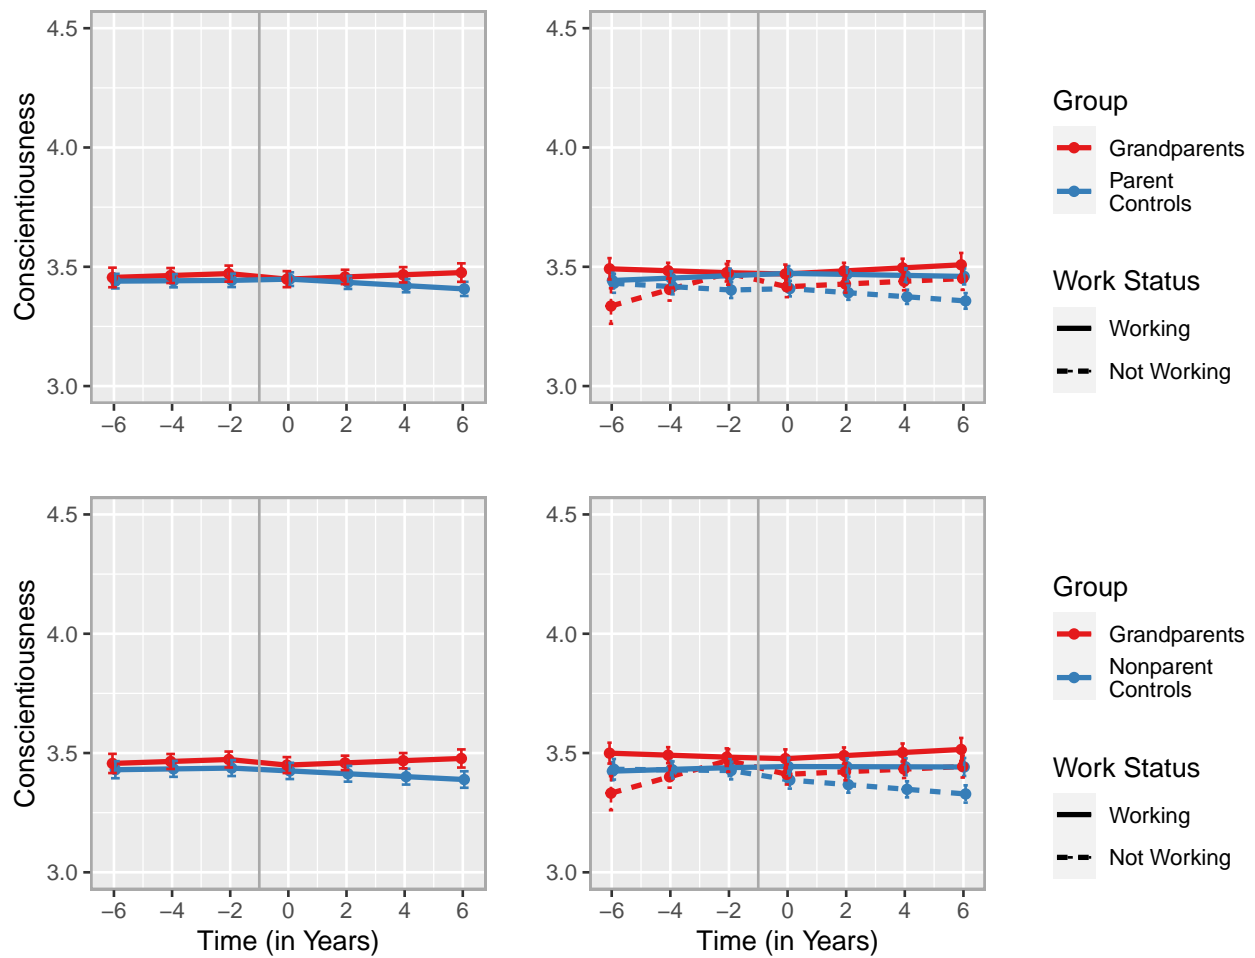 4.5
4.0
3.5
3.0
Conscientiousness
−6 −4 −2 0 2 4 6
4.5
4.0
3.5
3.0
−6 −4 −2 0 2 4 6
Group
Grandparents
Parent
Controls
Work Status
Working
Not Working
4.5
4.0
3.5
3.0
Conscientiousness
−6 −4 −2 0 2 4 6
Time (in Years)
4.5
4.0
3.5
3.0
−6 −4 −2 0 2 4 6
Time (in Years)
Group
Grandparents
Nonparent
Controls
Work Status
Working
Not Working